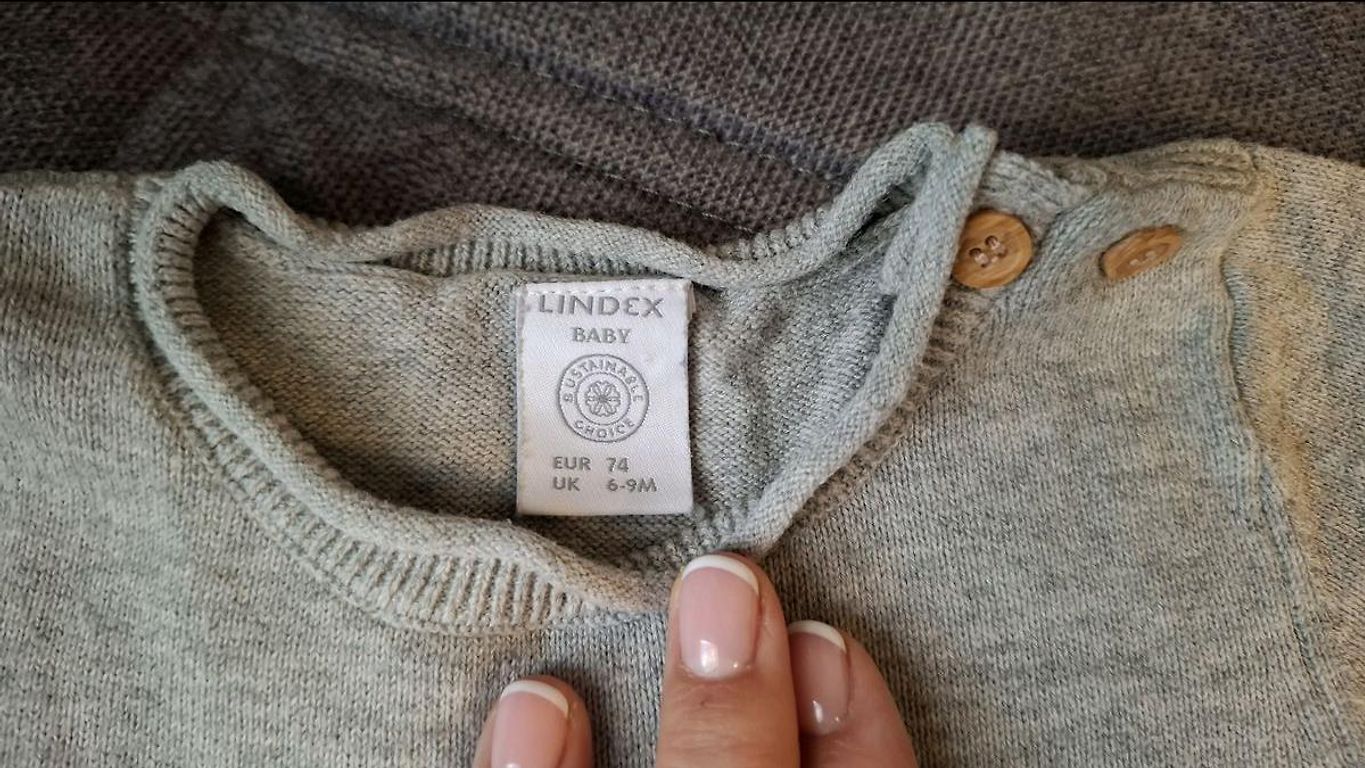 LINDEX
BABY
SUSTAINABLE
CHOICE
EUR 74
UK 6-9M